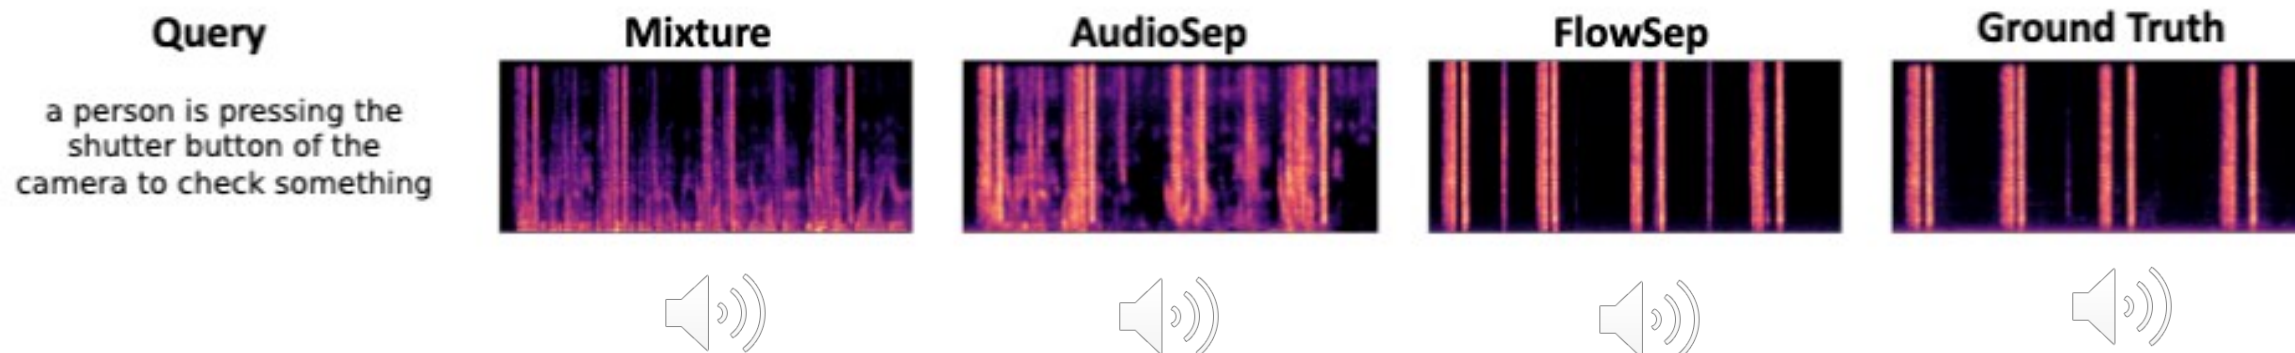 Query
Mixture
AudioSep
FlowSep
Ground Truth
a person is pressing the
shutter button of the
camera to check something